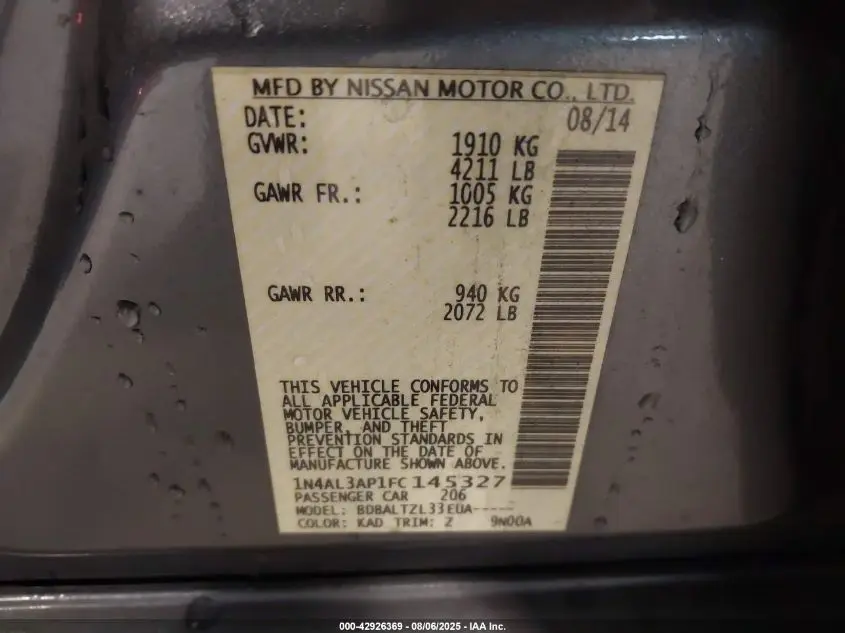 MFD BY NISSAN MOTOR CO., LTD.
DATE: 08/14
GVWR: 1910 KG
4211 LB
GAWR FR.: 1005 KG
2216 LB
GAWR RR.: 940 KG
2072 LB
THIS VEHICLE CONFORMS TO
ALL APPLICABLE FEDERAL
MOTOR VEHICLE SAFETY,
BUMPER, AND THEFT
PREVENTION STANDARDS IN
EFFECT ON THE DATE OF
MANUFACTURE SHOWN ABOVE.
1N4AL3AP1FC145327
PASSENGER CAR 206
MODEL: BDBALTZL33EUA-----
COLOR: KAD TRIM: Z 9N00A
000-42926369 - 08/06/2025 - IAA Inc.